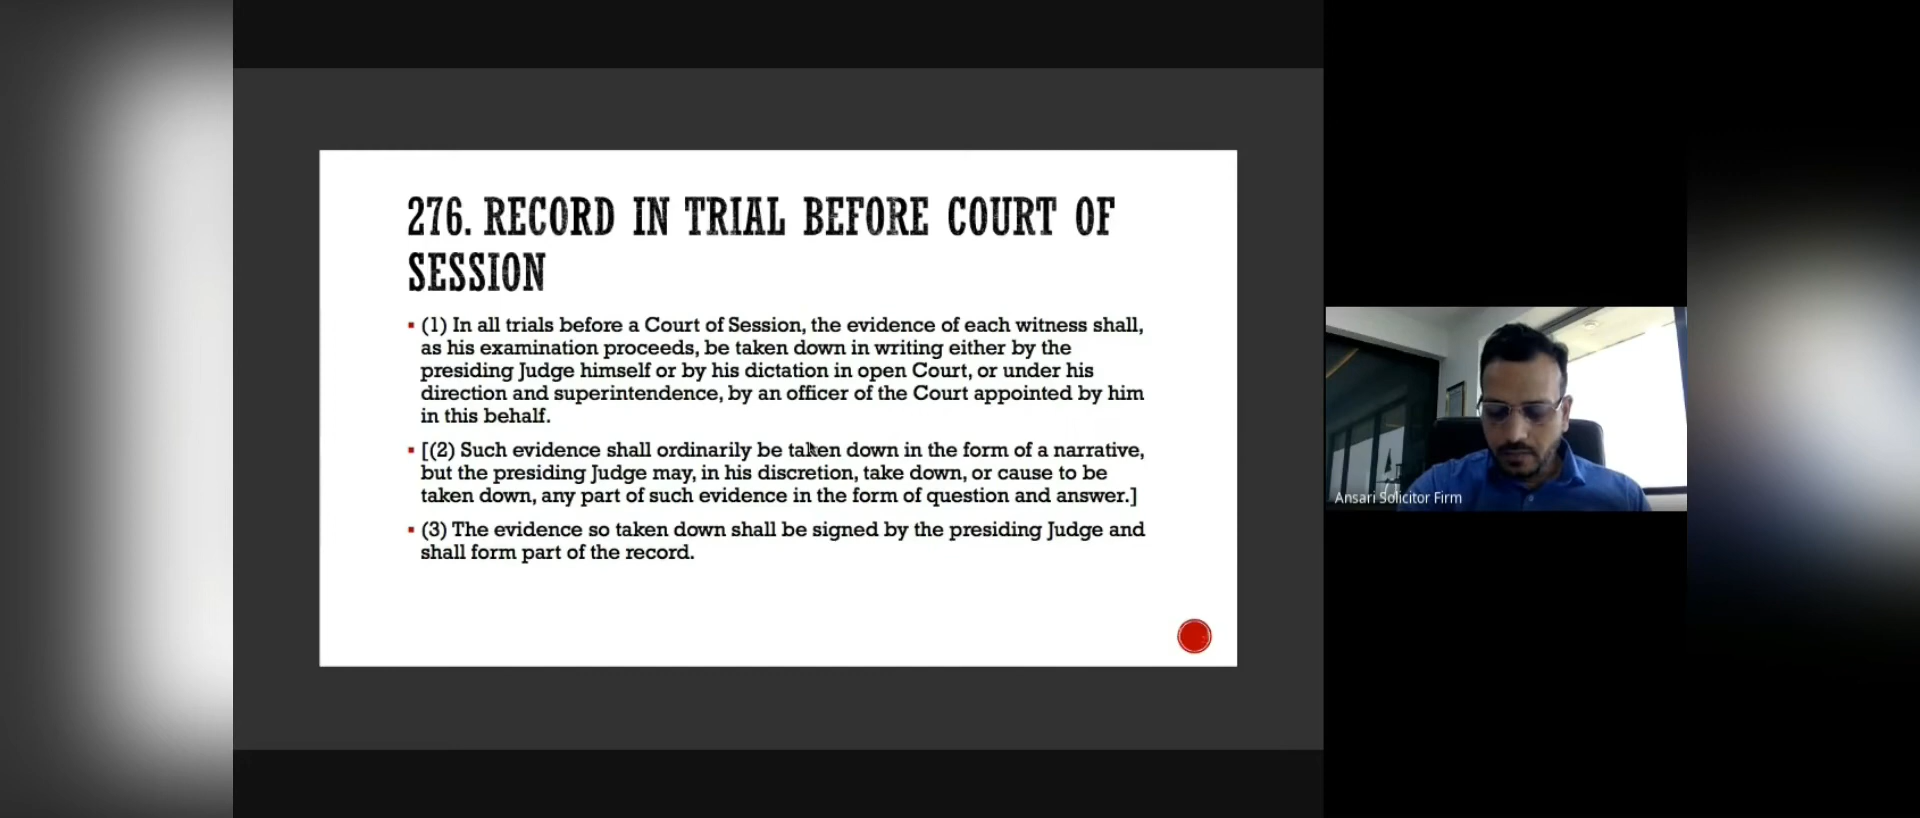 276. RECORD IN TRIAL BEFORE COURT OF
SESSION
(1) In all trials before a Court of Session, the evidence of each witness shall,
as his examination proceeds, be taken down in writing either by the
presiding Judge himself or by his dictation in open Court, or under his
direction and superintendence, by an officer of the Court appointed by him
in this behalf.
[(2) Such evidence shall ordinarily be taken down in the form of a narrative,
but the presiding Judge may, in his discretion, take down, or cause to be
taken down, any part of such evidence in the form of question and answer.]
(3) The evidence so taken down shall be signed by the presiding Judge and
shall form part of the record.
Ansari Solicitor Firm